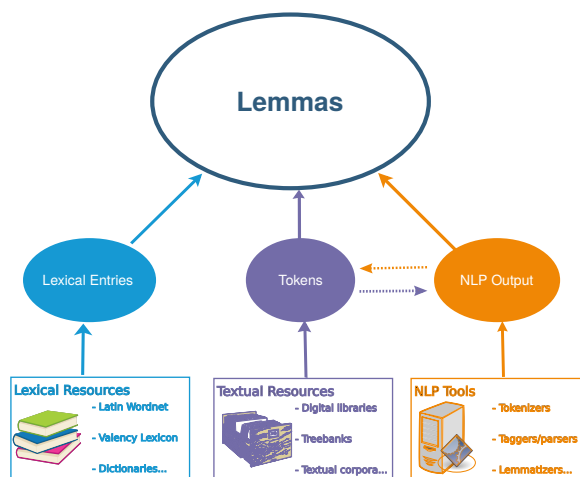 Lemmas
Lexical Entries
Tokens
NLP Output
Lexical Resources
- Latin Wordnet
- Valency Lexicon
- Dictionaries...
Textual Resources
- Digital libraries
- Treebanks
- Textual corpora...
NLP Tools
- Tokenizers
- Taggers/parsers
- Lemmatizers...